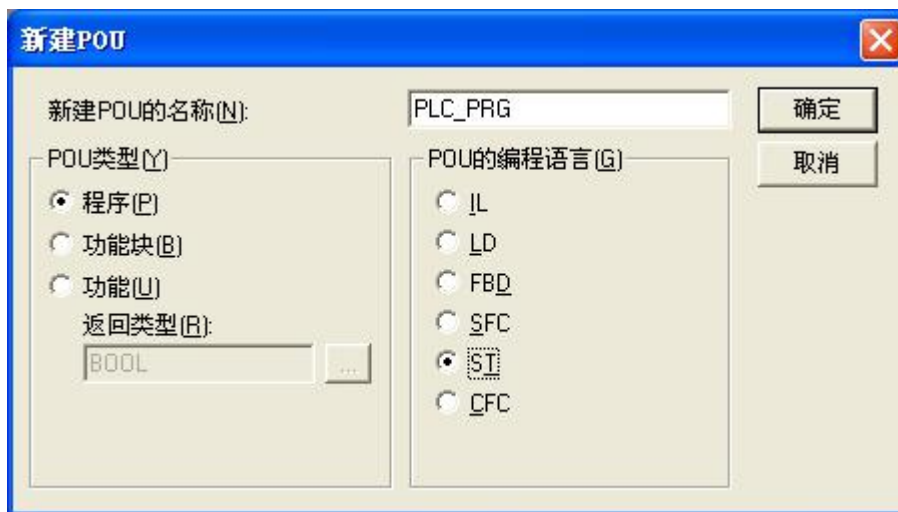 新建POU
新建POU的名称(N):
PLC_PRG
确定
取消
POU类型(Y)
程序(P)
功能块(B)
功能(U)
返回类型(R):
BOOL
...
POU的编程语言(G)
IL
LD
FBD
SFC
ST
CFC